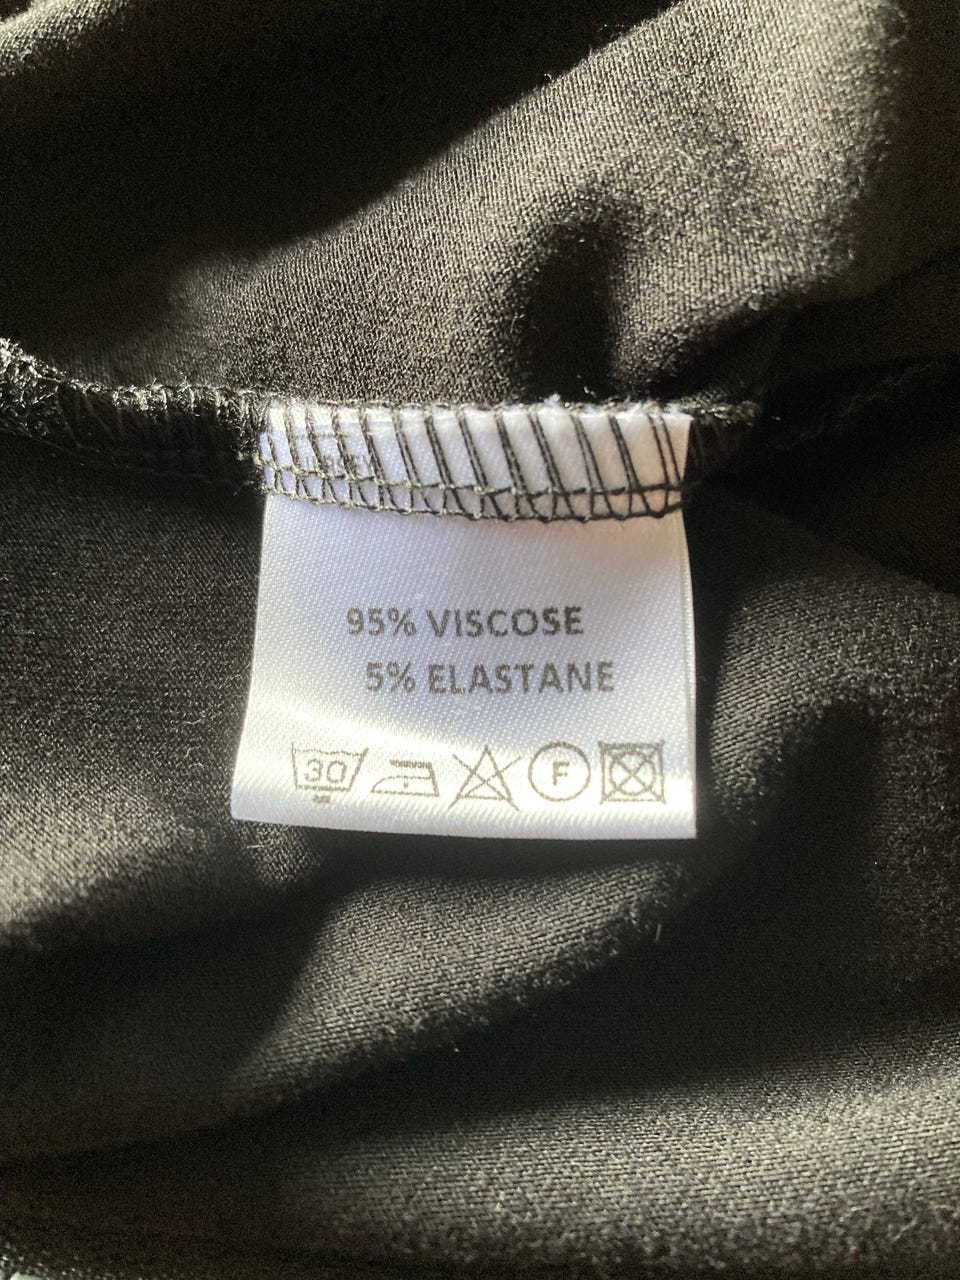 95% VISCOSE
5% ELASTANE
30 F